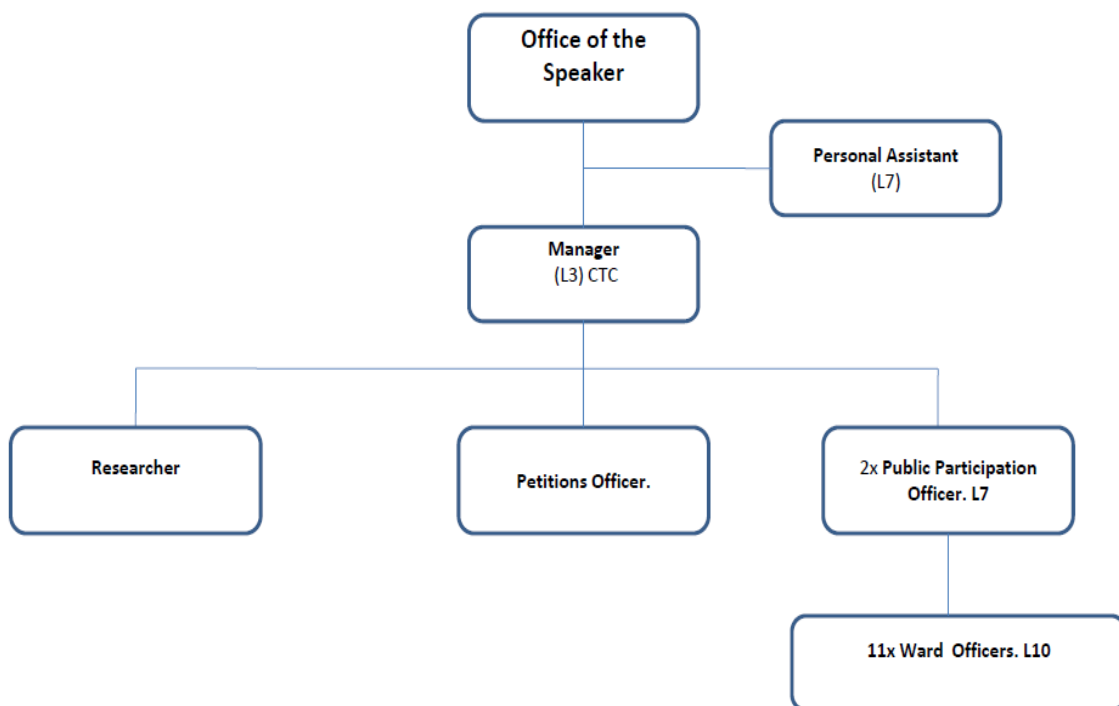 Office of the
Speaker
Personal Assistant
(L7)
Manager
(L3) CTC
Researcher
Petitions Officer.
2x Public Participation
Officer. L7
11x Ward Officers. L10